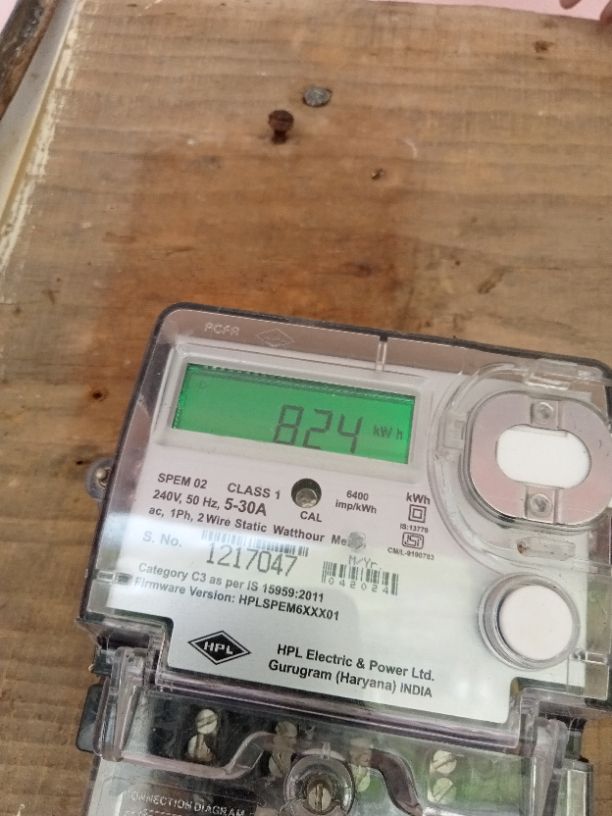 824 kWh
SPEM 02 CLASS 1 6400 kWh
240V, 50 Hz, 5-30A CAL imp/kWh
IS:13779
ac, 1Ph, 2 Wire Static Watthour
CM/L-9190783
S. No. 1217047 M/Yr.
042024
Category C3 as per IS 15959:2011
Firmware Version: HPLSPEM6XXX01
HPL
HPL Electric & Power Ltd.
Gurugram (Haryana) INDIA
CONNECTION DIAGRAM